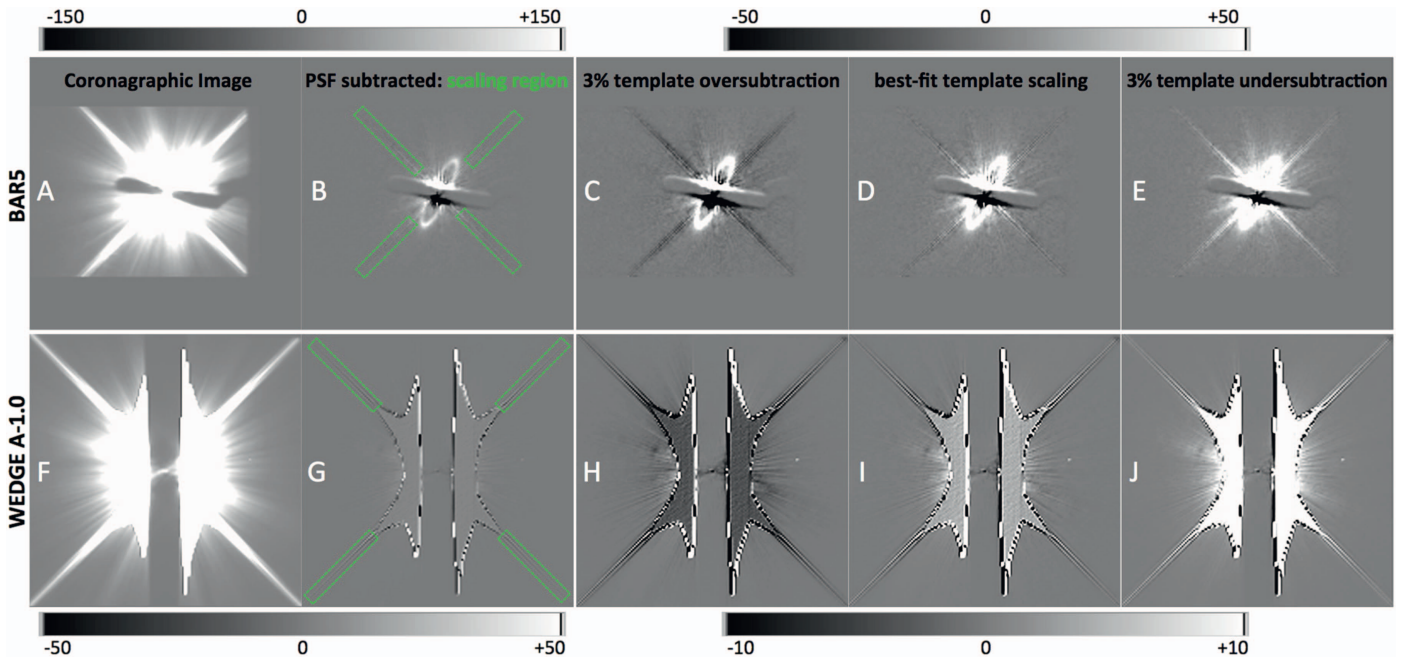 -150 0 +150 -50 0 +50
Coronagraphic Image PSF subtracted: scaling region 3% template oversubtraction best-fit template scaling 3% template undersubtraction
BAR5
A B C D E
WEDGE A-1.0
F G H I J
-50 0 +50 -10 0 +10